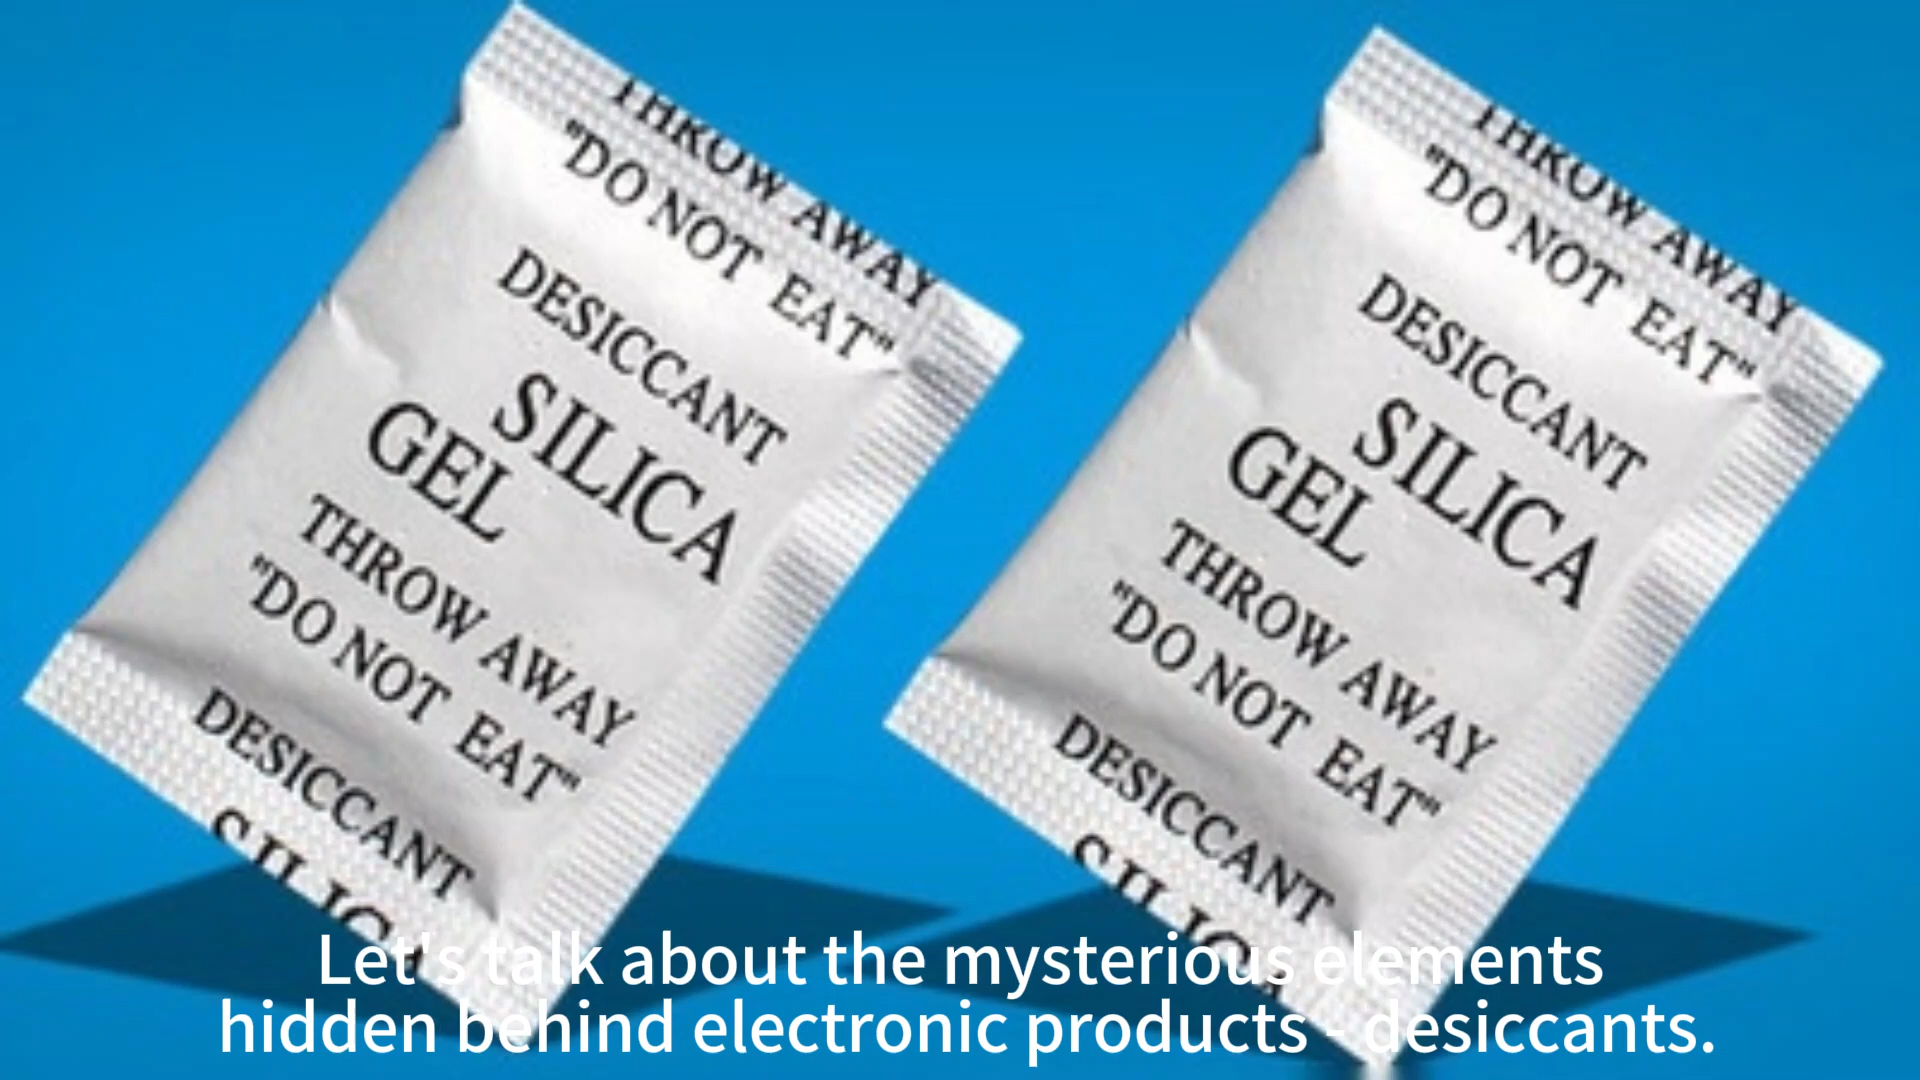 THROW AWAY
"DO NOT EAT"
DESICCANT
SILICA
GEL
THROW AWAY
"DO NOT EAT"
DESICCANT
SILICA
THROW AWAY
"DO NOT EAT"
DESICCANT
SILICA
GEL
THROW AWAY
"DO NOT EAT"
DESICCANT
SILICA
Let's talk about the mysterious elements
hidden behind electronic products - desiccants.